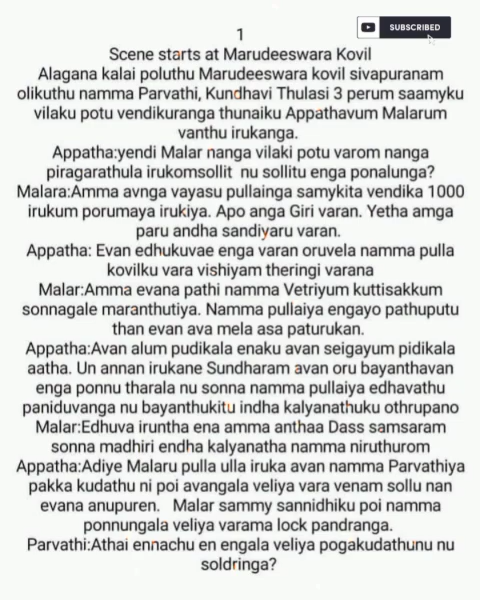 SUBSCRIBED
1
Scene starts at Marudeeswara Kovil
Alagana kalai poluthu Marudeeswara kovil sivapuranam
olikuthu namma Parvathi, Kundhavi Thulasi 3 perum saamyku
vilaku potu vendikuranga thunaiku Appathavum Malarum
vanthu irukanga.
Appatha:yendi Malar nanga vilaki potu varom nanga
piragarathula irukomsollit  nu sollitu enga ponalunga?
Malara:Amma avnga vayasu pullainga samykita vendika 1000
irukum porumaya irukiya. Apo anga Giri varan. Yetha amga
paru andha sandiyaru varan.
Appatha: Evan edhukuvae enga varan oruvela namma pulla
kovilku vara vishiyam theringi varana
Malar:Amma evana pathi namma Vetriyum kuttisakkum
sonnagale maranthutiya. Namma pullaiya engayo pathuputu
than evan ava mela asa paturukan.
Appatha:Avan alum pudikala enaku avan seigayum pidikala
aatha. Un annan irukane Sundharam avan oru bayanthavan
enga ponnu tharala nu sonna namma pullaiya edhavathu
paniduvanga nu bayanthukitu indha kalyanathuku othrupano
Malar:Edhuva iruntha ena amma anthaa Dass samsaram
sonna madhiri endha kalyanatha namma niruthurom
Appatha:Adiye Malaru pulla ulla iruka avan namma Parvathiya
pakka kudathu ni poi avangala veliya vara venam sollu nan
evana anupuren.   Malar sammy sannidhiku poi namma
ponnungala veliya varama lock pandranga.
Parvathi:Athai ennachu en engala veliya pogakudathunu nu
soldringa?